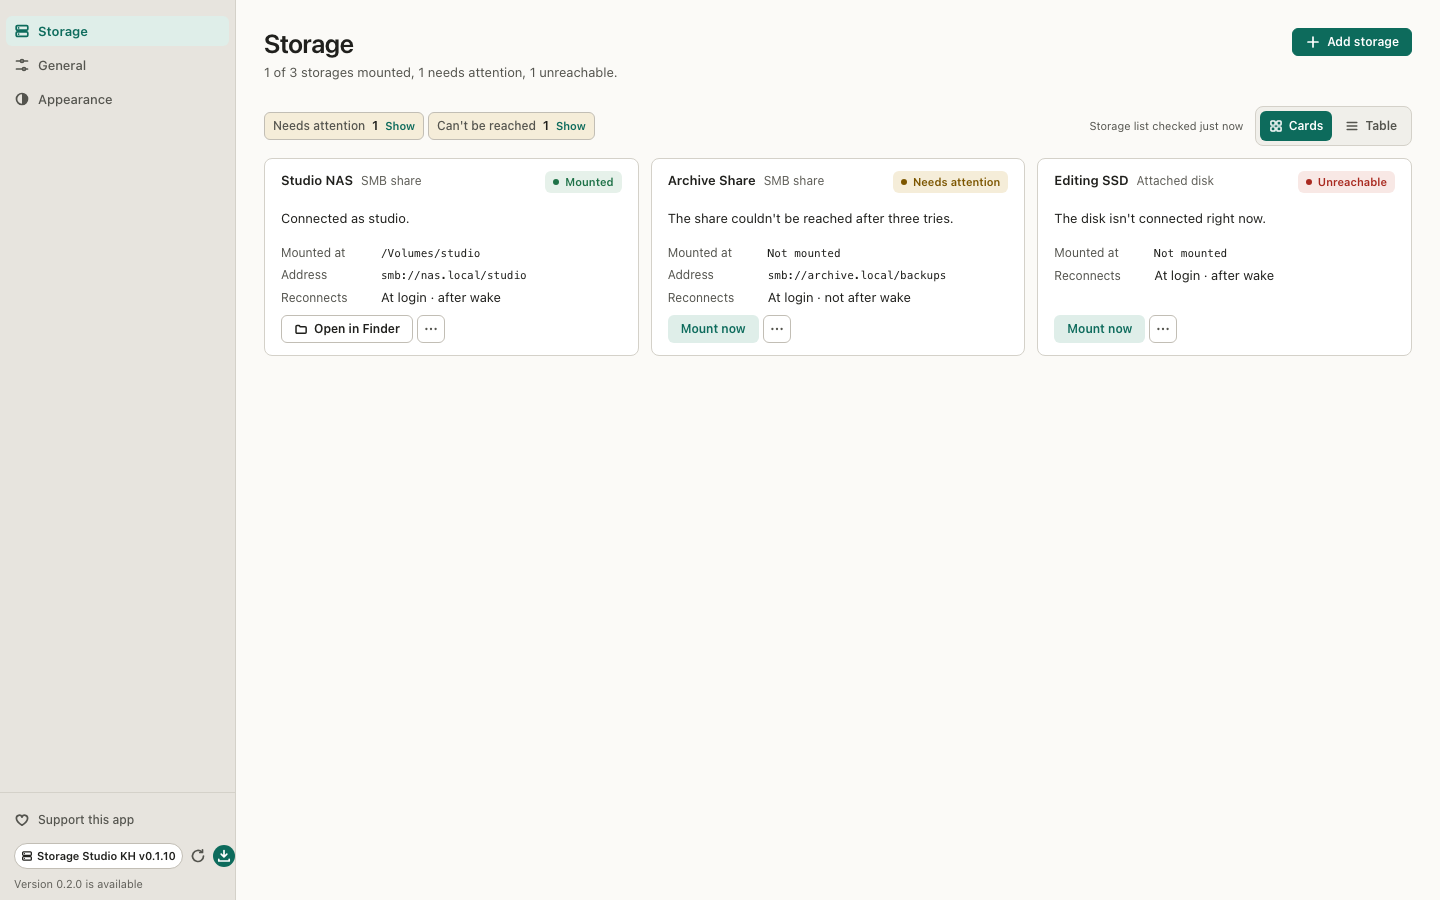 Storage
General
Appearance
Support this app
Storage Studio KH v0.1.10
Version 0.2.0 is available
Storage
1 of 3 storages mounted, 1 needs attention, 1 unreachable.
Add storage
Needs attention 1 Show
Can't be reached 1 Show
Storage list checked just now
Cards
Table
Studio NAS SMB share
Mounted
Connected as studio.
Mounted at /Volumes/studio
Address smb://nas.local/studio
Reconnects At login · after wake
Open in Finder
Archive Share SMB share
Needs attention
The share couldn't be reached after three tries.
Mounted at Not mounted
Address smb://archive.local/backups
Reconnects At login · not after wake
Mount now
Editing SSD Attached disk
Unreachable
The disk isn't connected right now.
Mounted at Not mounted
Reconnects At login · after wake
Mount now